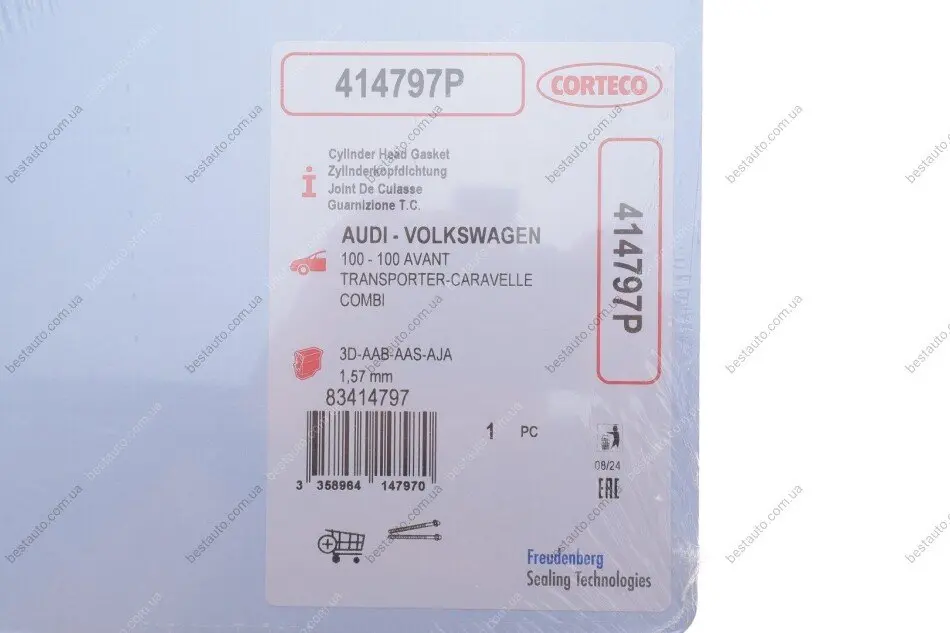 414797P
CORTECO
Cylinder Head Gasket
Zylinderkopfdichtung
Joint De Culasse
Guarnizione T.C.
414797P
AUDI - VOLKSWAGEN
100 - 100 AVANT
TRANSPORTER-CARAVELLE
COMBI
3D-AAB-AAS-AJA
1,57 mm
83414797
3 358964 147970
1 PC
08/24
EAC
Freudenberg
Sealing Technologies
bestauto.com.ua